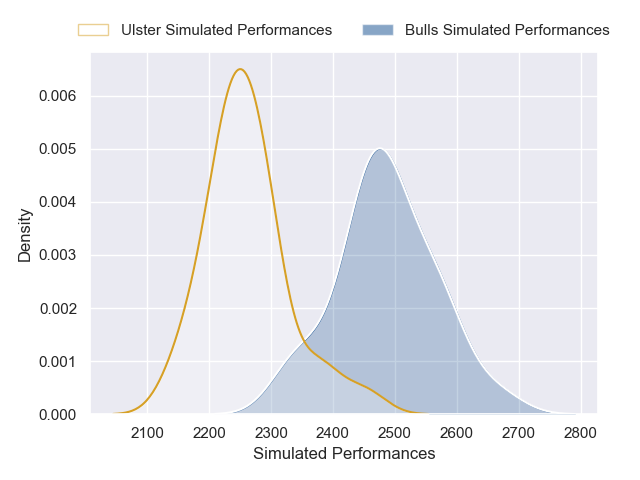 Ulster Simulated Performances
Bulls Simulated Performances
0.006
0.005
0.004
0.003
0.002
0.001
0.000
Density
2100 2200 2300 2400 2500 2600 2700 2800
Simulated Performances